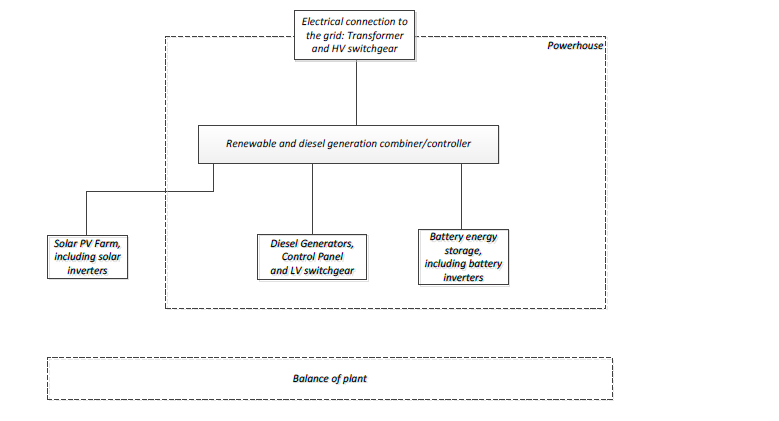 Electrical connection to
the grid: Transformer
and HV switchgear
Powerhouse
Renewable and diesel generation combiner/controller
Solar PV Farm,
including solar
inverters
Diesel Generators,
Control Panel
and LV switchgear
Battery energy
storage,
including battery
inverters
Balance of plant